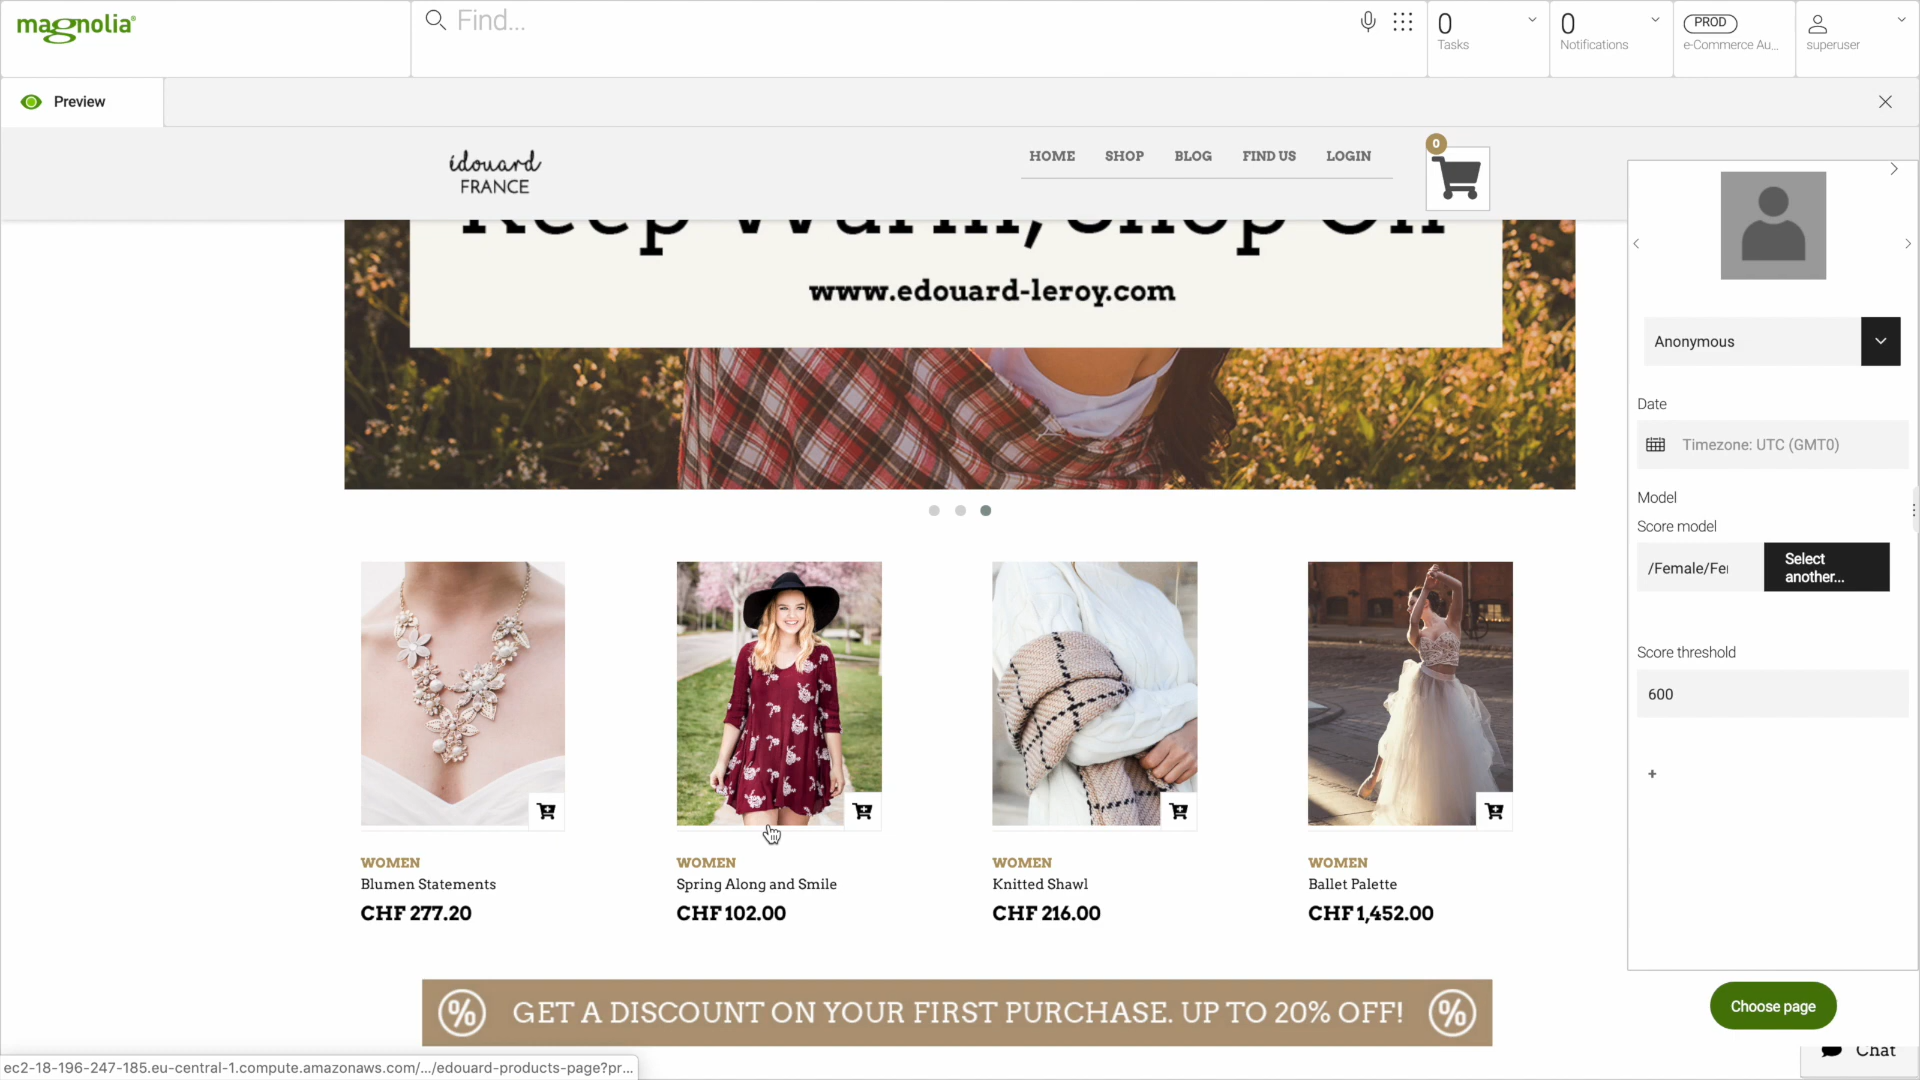 magnolia®
Find...
0
Tasks
0
Notifications
PROD
e-Commerce Au...
superuser
Preview
édouard
FRANCE
HOME
SHOP
BLOG
FIND US
LOGIN
0
Keep Warm, Shop On
www.edouard-leroy.com
Anonymous
Date
Timezone: UTC (GMT0)
Model
Score model
/Female/Fe
Select
another...
Score threshold
600
+
WOMEN
Blumen Statements
CHF 277.20
WOMEN
Spring Along and Smile
CHF 102.00
WOMEN
Knitted Shawl
CHF 216.00
WOMEN
Ballet Palette
CHF 1,452.00
% GET A DISCOUNT ON YOUR FIRST PURCHASE. UP TO 20% OFF! %
Choose page
Chat
ec2-18-196-247-185.eu-central-1.compute.amazonaws.com/.../edouard-products-page?pr...